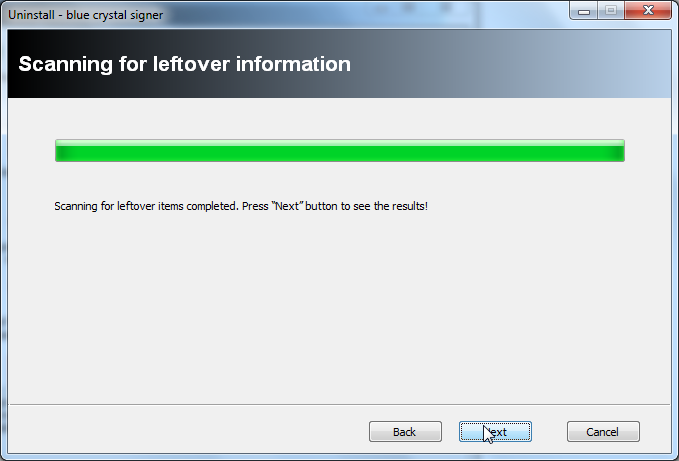 Uninstall - blue crystal signer
Scanning for leftover information
Scanning for leftover items completed. Press “Next” button to see the results!
Back Next Cancel